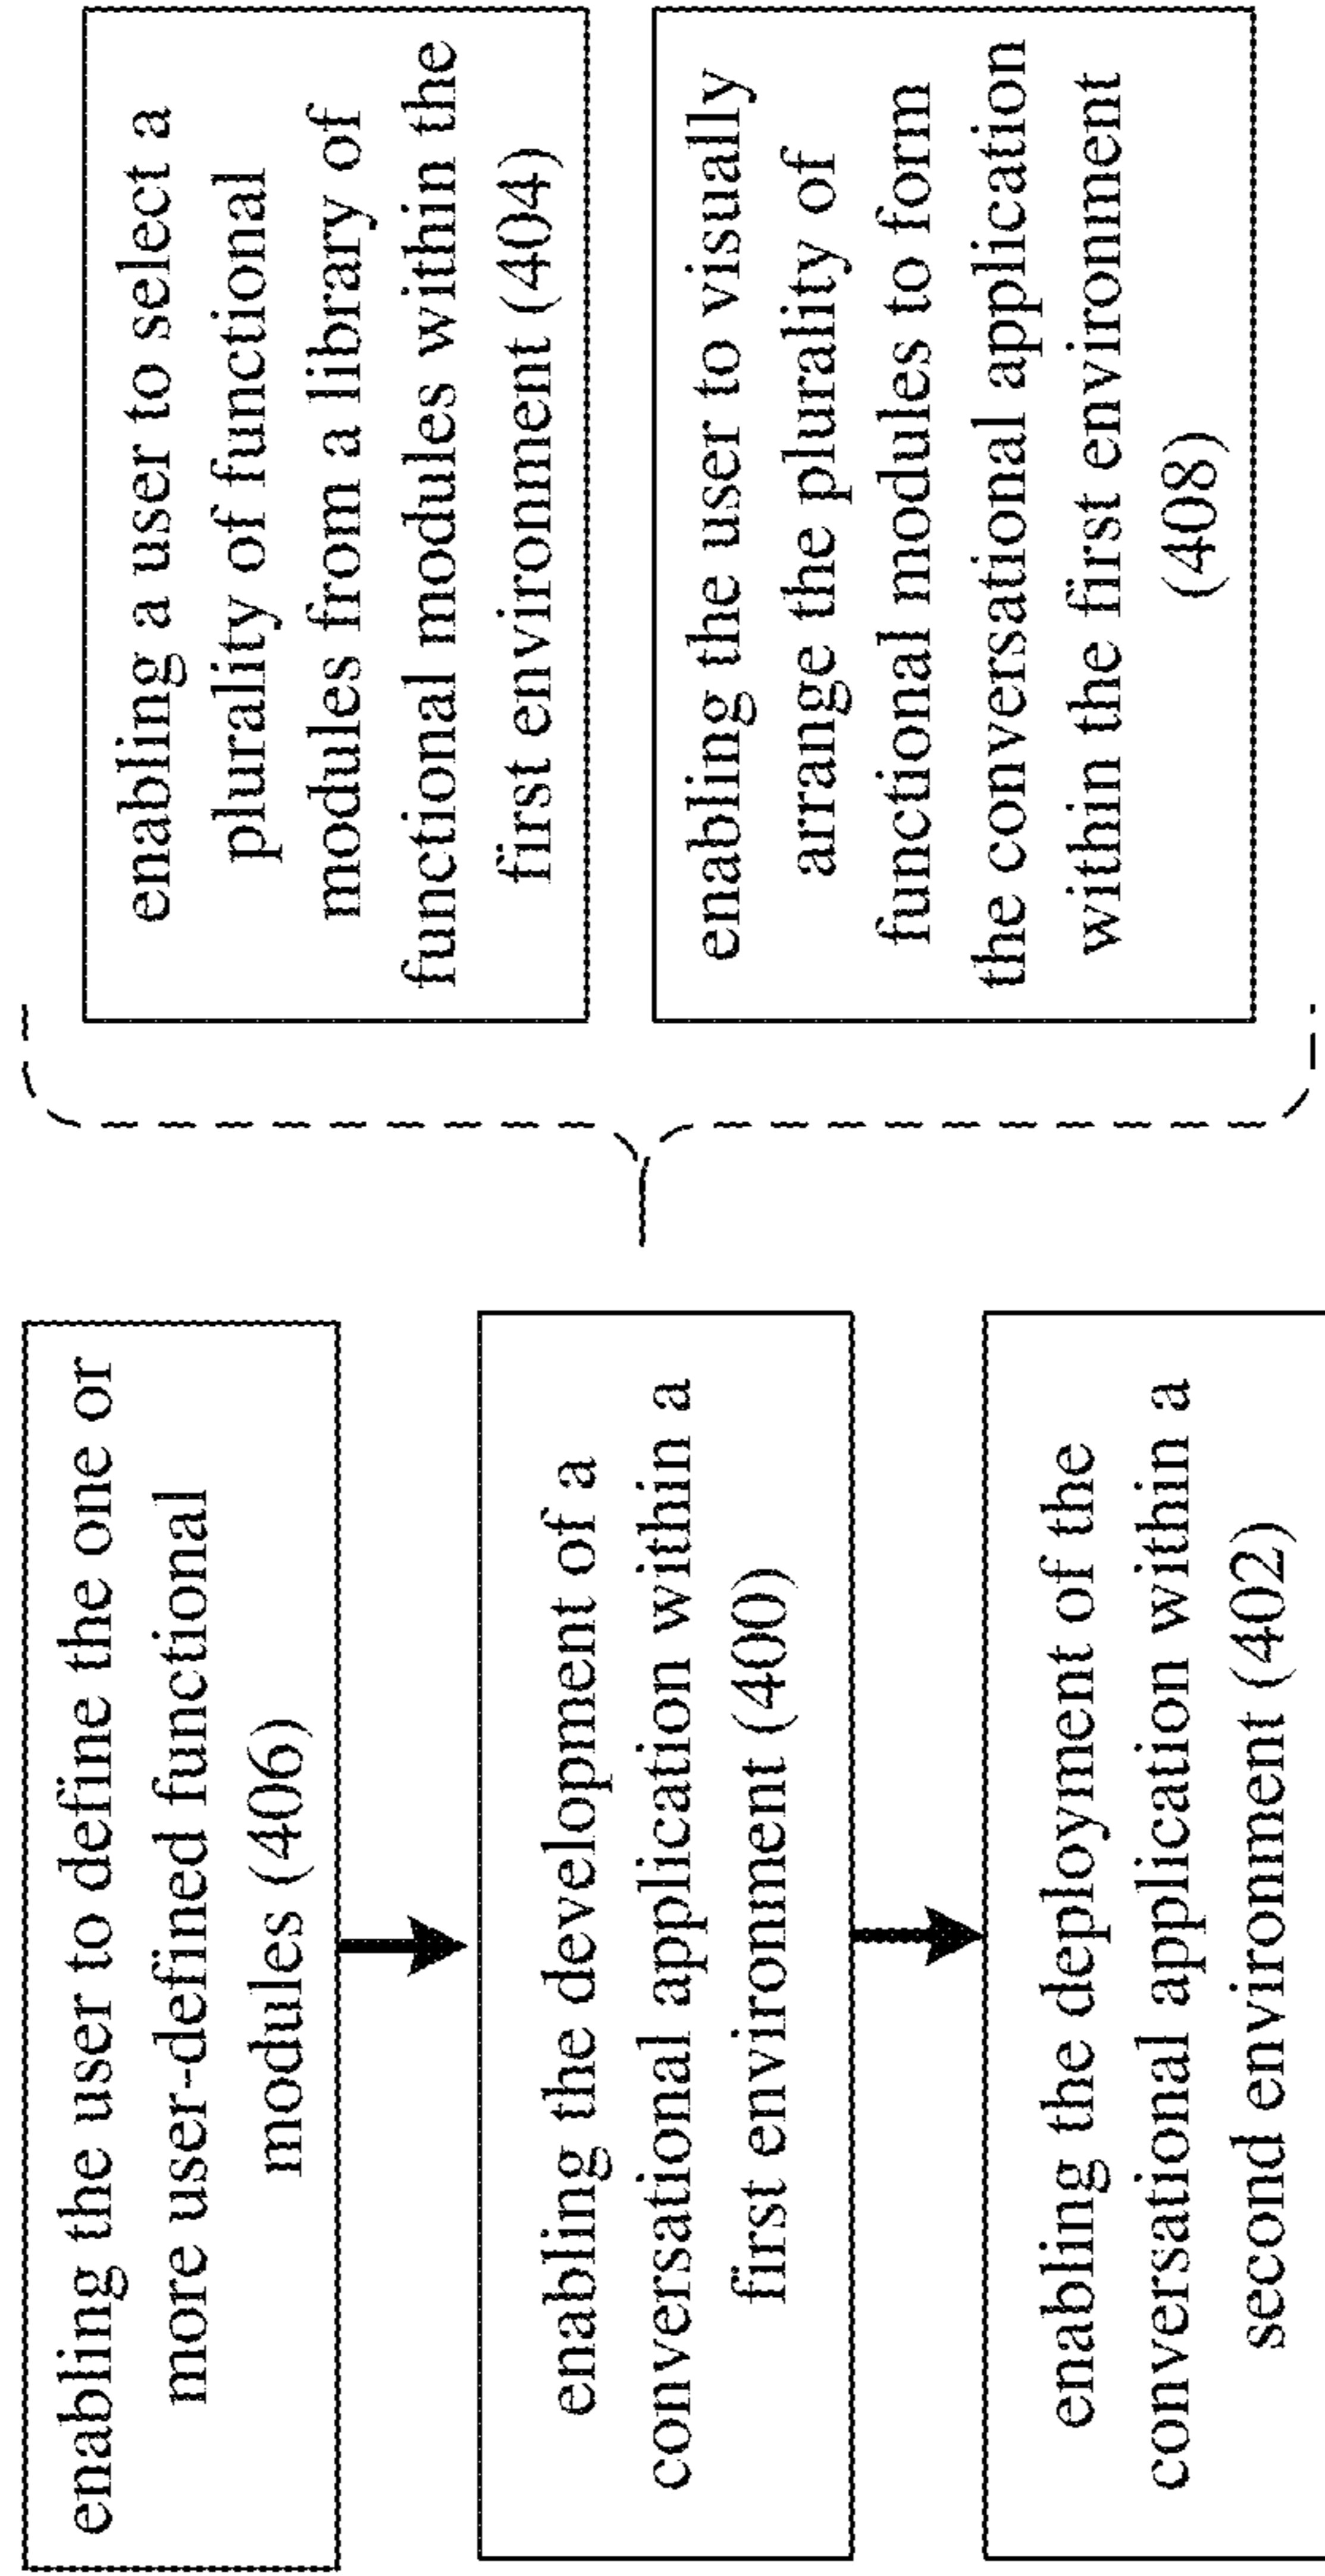 enabling the user to define the one or
more user-defined functional
modules (406)
enabling the development of a
conversational application within a
first environment (400)
enabling the deployment of the
conversational application within a
second environment (402)
enabling a user to select a
plurality of functional
modules from a library of
functional modules within the
first environment (404)
enabling the user to visually
arrange the plurality of
functional modules to form
the conversational application
within the first environment
(408)